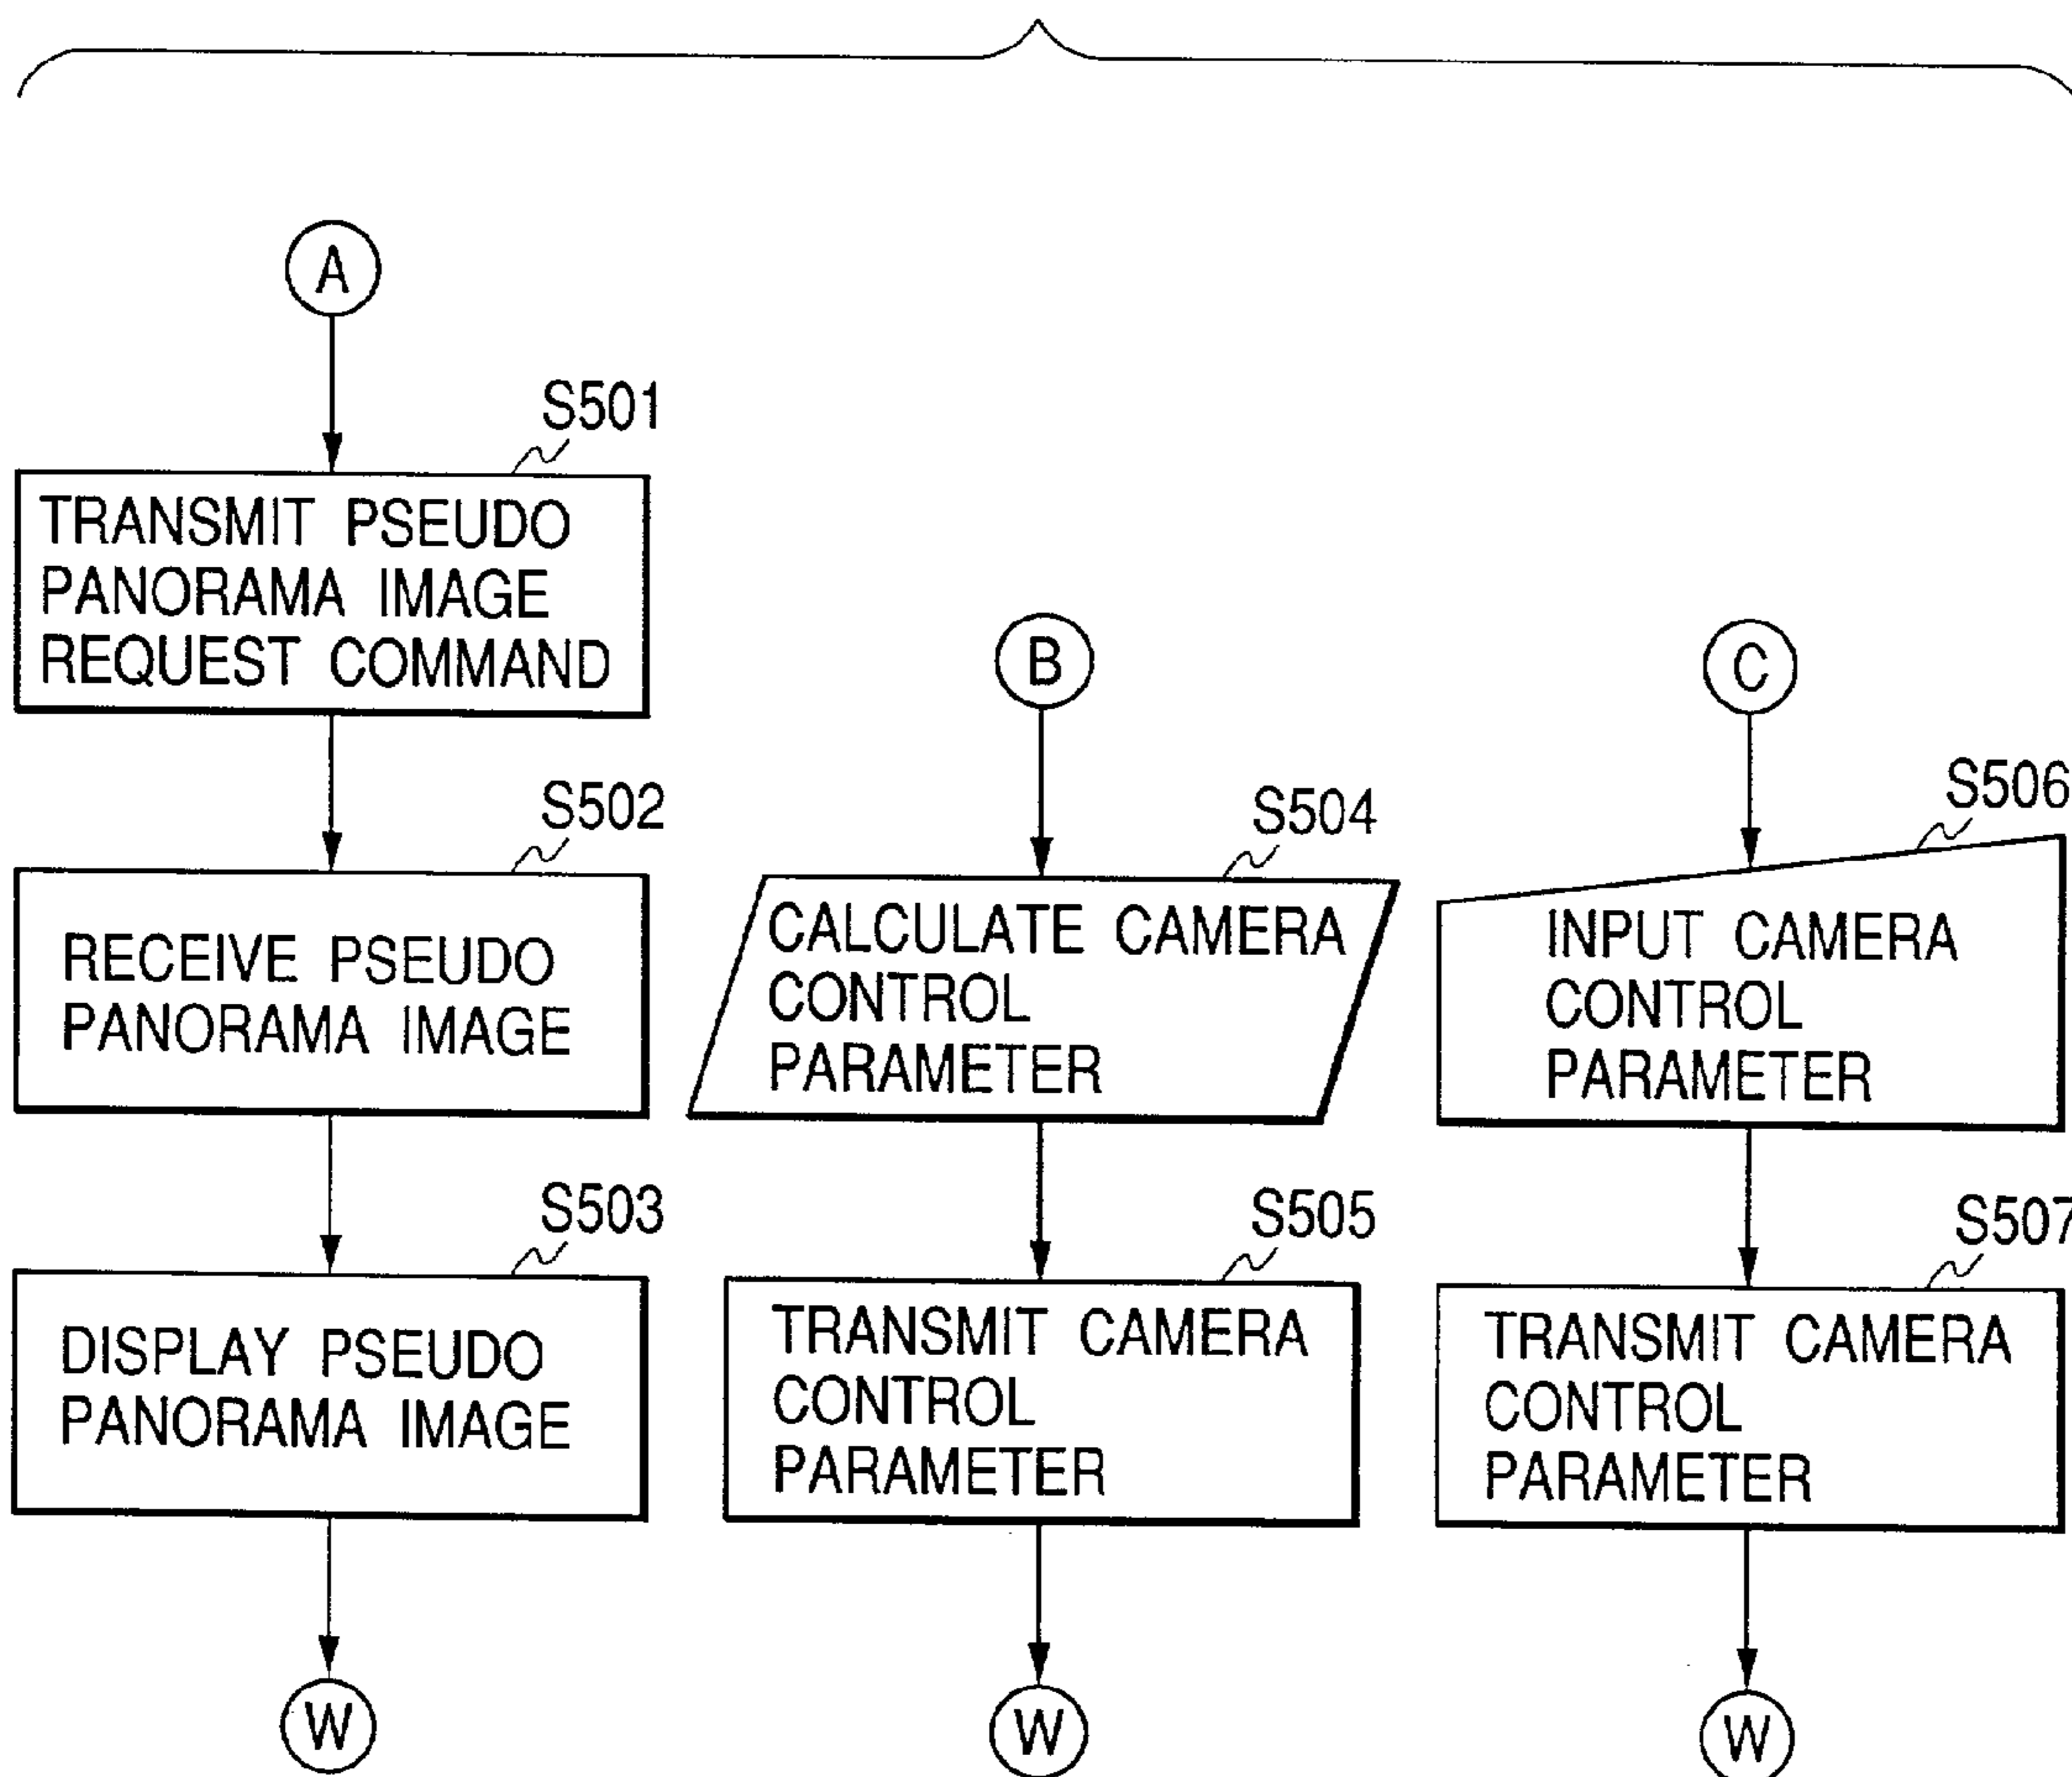 A
S501
TRANSMIT PSEUDO
PANORAMA IMAGE
REQUEST COMMAND
S502
RECEIVE PSEUDO
PANORAMA IMAGE
S503
DISPLAY PSEUDO
PANORAMA IMAGE
W
B
S504
CALCULATE CAMERA
CONTROL
PARAMETER
S505
TRANSMIT CAMERA
CONTROL
PARAMETER
W
C
S506
INPUT CAMERA
CONTROL
PARAMETER
S507
TRANSMIT CAMERA
CONTROL
PARAMETER
W